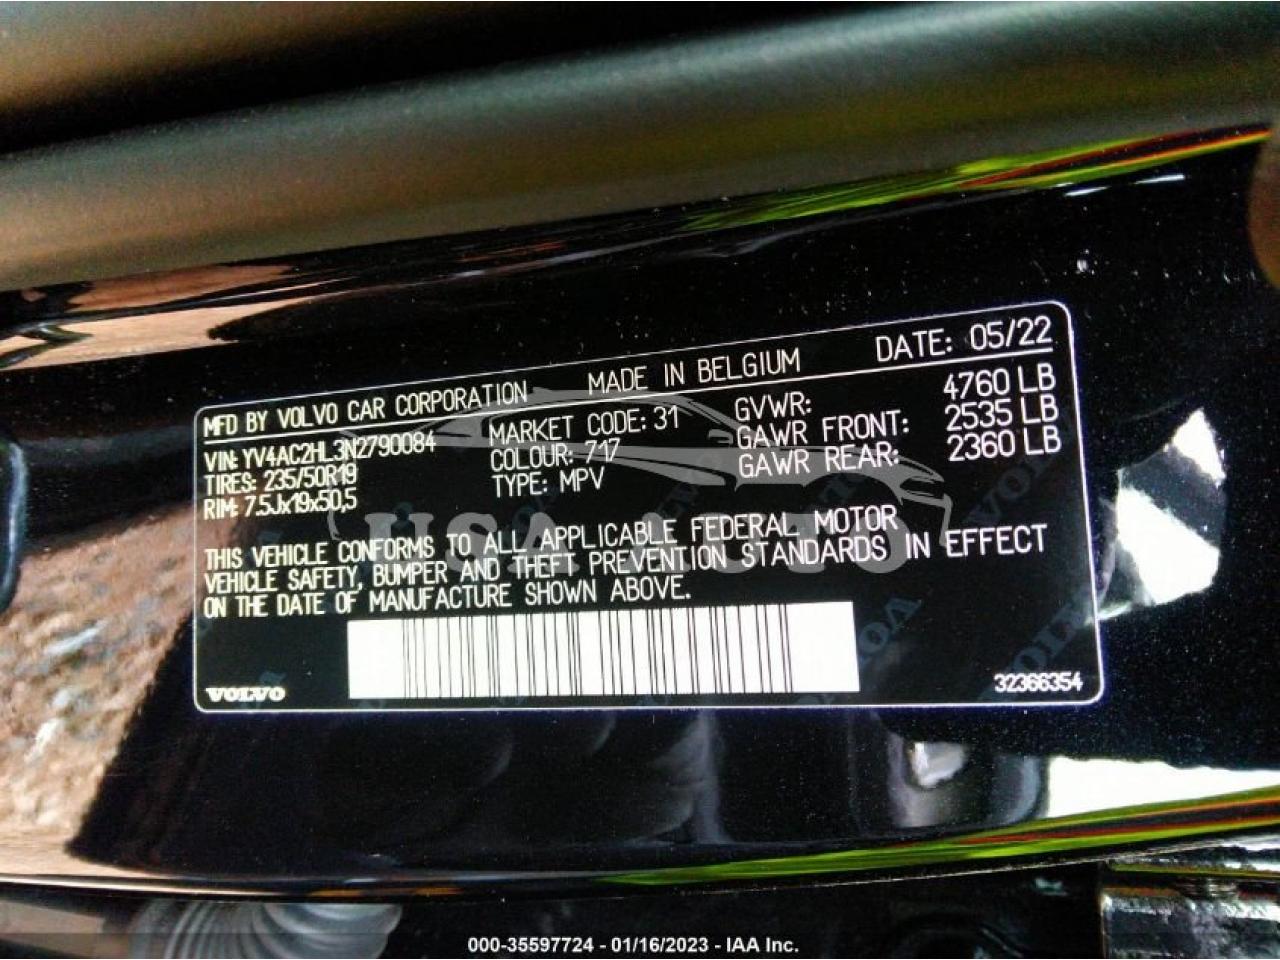 MFD BY VOLVO CAR CORPORATION MADE IN BELGIUM DATE: 05/22
VIN: YV4AC2HL3N2790084 MARKET CODE: 31 GVWR: 4760 LB
TIRES: 235/50R19 COLOUR: 717 GAWR FRONT: 2535 LB
RIM: 7.5Jx19x50,5 TYPE: MPV GAWR REAR: 2360 LB
USA AUTO
THIS VEHICLE CONFORMS TO ALL APPLICABLE FEDERAL MOTOR
VEHICLE SAFETY, BUMPER AND THEFT PREVENTION STANDARDS IN EFFECT
ON THE DATE OF MANUFACTURE SHOWN ABOVE.
VOLVO 32366354
000-35597724 - 01/16/2023 - IAA Inc.